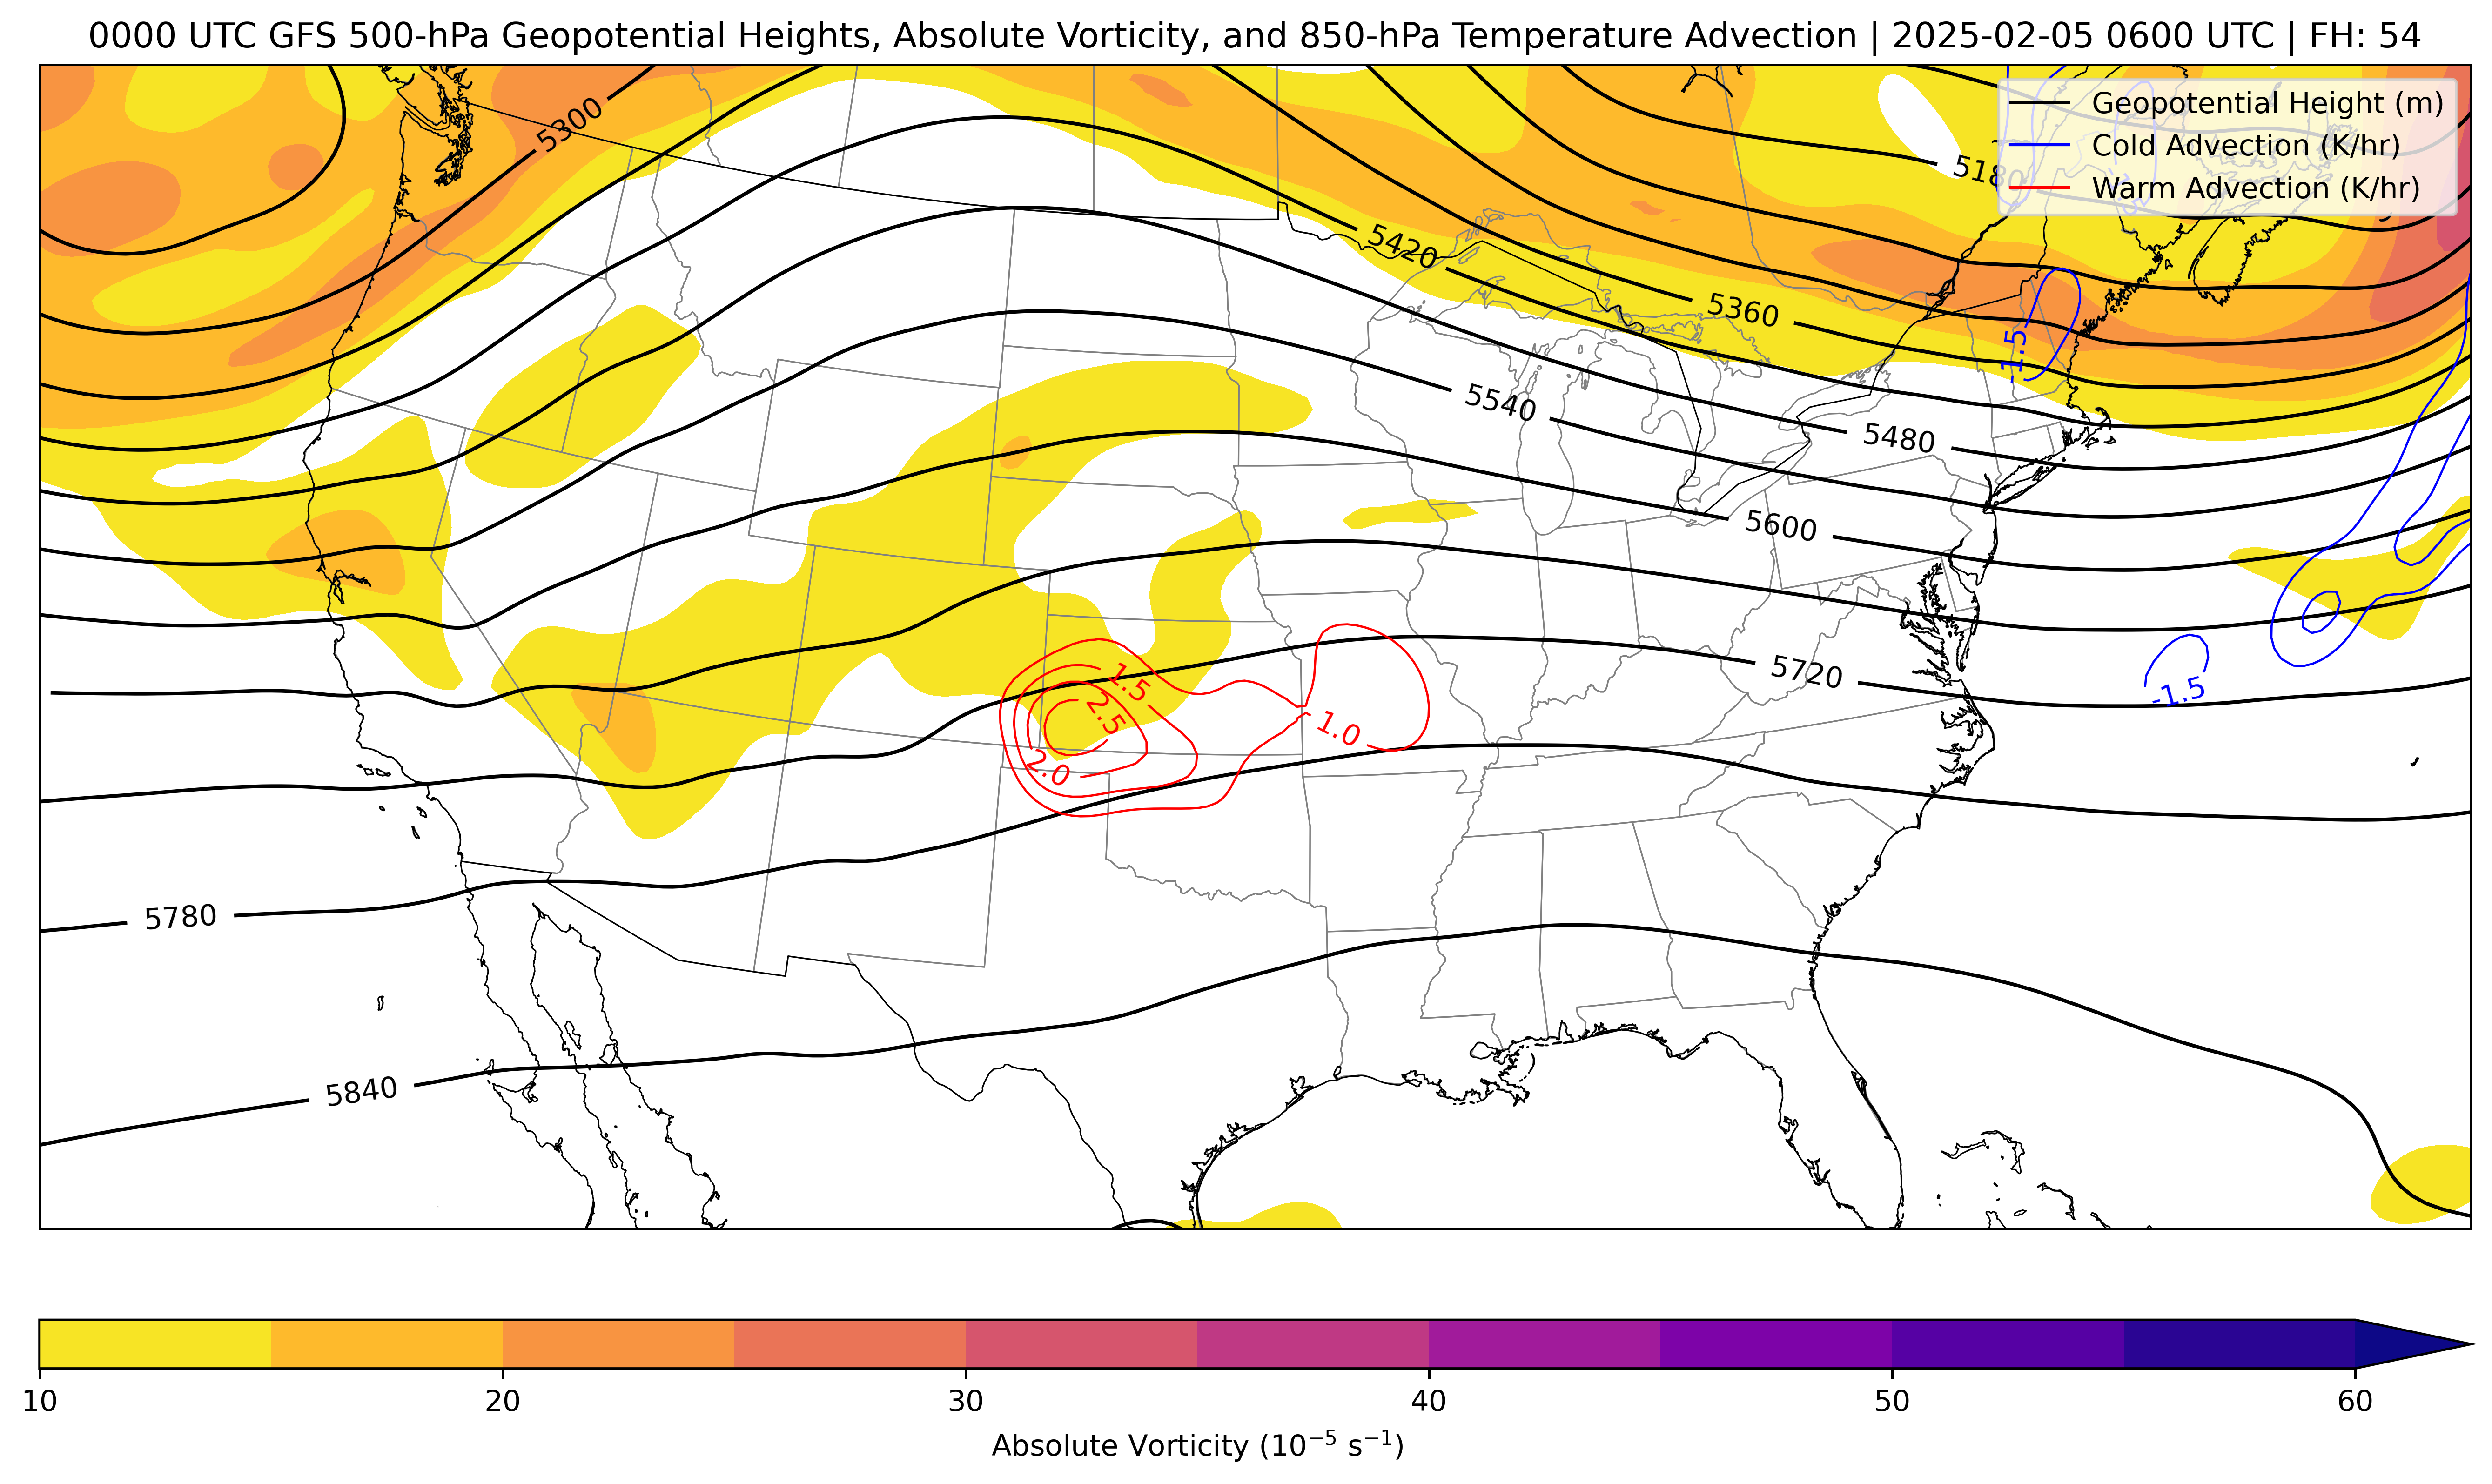 0000 UTC GFS 500-hPa Geopotential Heights, Absolute Vorticity, and 850-hPa Temperature Advection | 2025-02-05 0600 UTC | FH: 54
Geopotential Height (m)
Cold Advection (K/hr)
Warm Advection (K/hr)
5300
5180
5420
5360
-1.5
5540
5480
5600
1.5
5720
-1.5
2.5
1.0
2.0
5780
5840
10 20 30 40 50 60
Absolute Vorticity (10⁻⁵ s⁻¹)